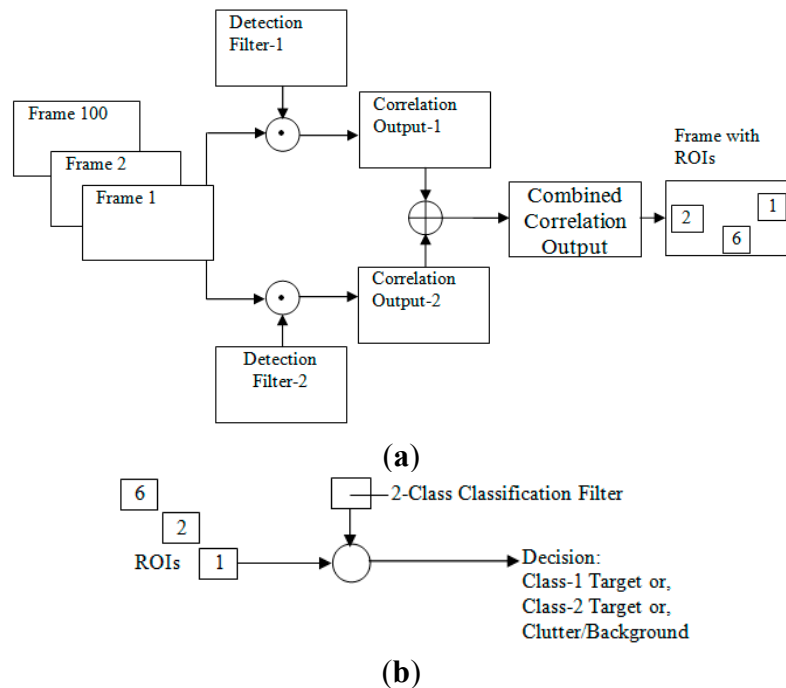 Detection
Filter-1
Frame 100
Frame 2
Frame 1
Correlation
Output-1
Frame with
ROIs
Combined
Correlation
Output
2
1
6
Correlation
Output-2
Detection
Filter-2
(a)
6
2
ROIs 1
2-Class Classification Filter
Decision:
Class-1 Target or,
Class-2 Target or,
Clutter/Background
(b)